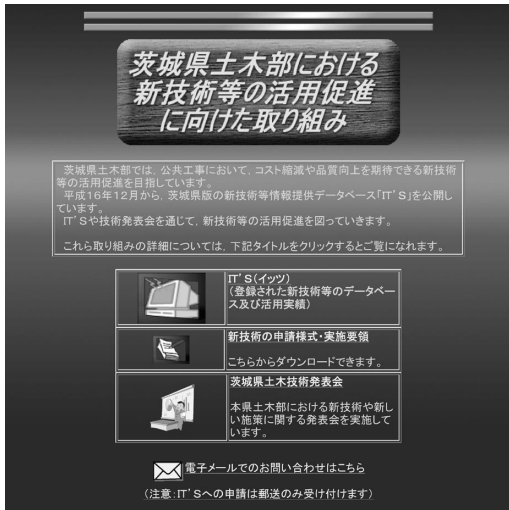 茨城県土木部における
新技術等の活用促進
に向けた取り組み
茨城県土木部では，公共工事において，コスト縮減や品質向上を期待できる新技術
等の活用促進を目指しています。
平成16年12月から，茨城県版の新技術等情報提供データベース「IT'S」を公開し
ています。
IT'Sや技術発表会を通じて，新技術等の活用促進を図っていきます。
これら取り組みの詳細については，下記タイトルをクリックするとご覧になれます。
IT'S（イッツ）
（登録された新技術等のデータベー
ス及び活用実績）
新技術の申請様式・実施要領
こちらからダウンロードできます。
茨城県土木技術発表会
本県土木部における新技術や新し
い施策に関する発表会を実施して
います。
電子メールでのお問い合わせはこちら
（注意：IT'Sへの申請は郵送のみ受け付けます）